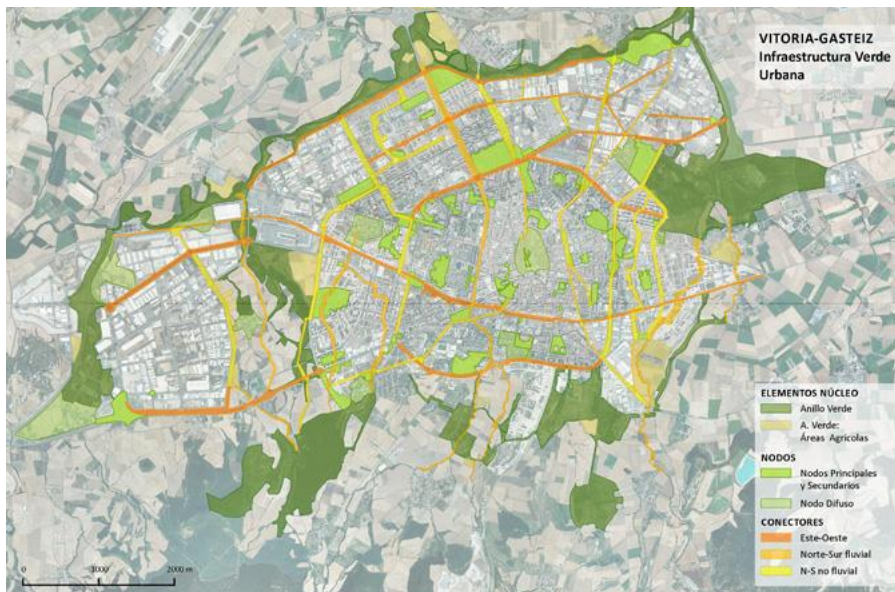 VITORIA-GASTEIZ
Infraestructura Verde
Urbana
ELEMENTOS NÚCLEO
Anillo Verde
A. Verde:
Áreas Agrícolas
NODOS
Nodos Principales
y Secundarios
Nodo Difuso
CONECTORES
Este-Oeste
Norte-Sur fluvial
N-S no fluvial
0 1000 2000 m